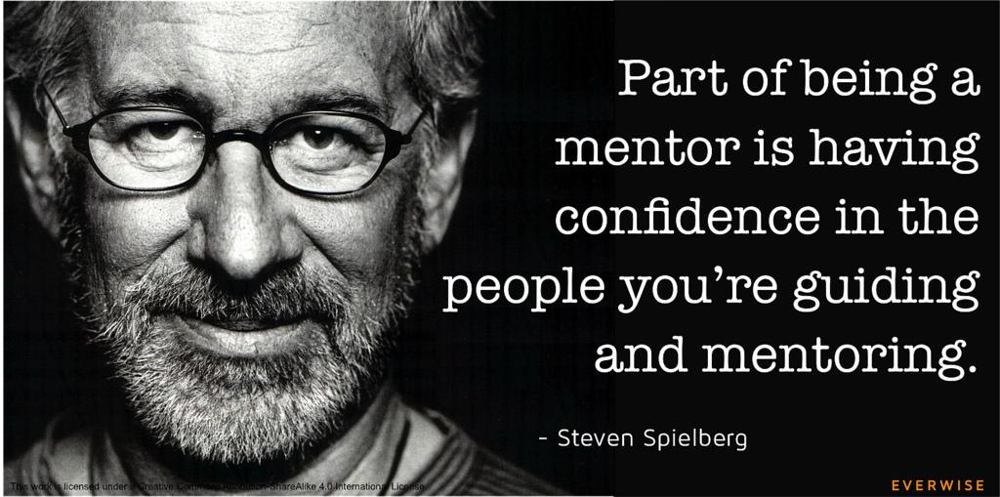 Part of being a
mentor is having
confidence in the
people you're guiding
and mentoring.
- Steven Spielberg
This work is licensed under a Creative Commons Attribution-ShareAlike 4.0 International License.
EVERWISE